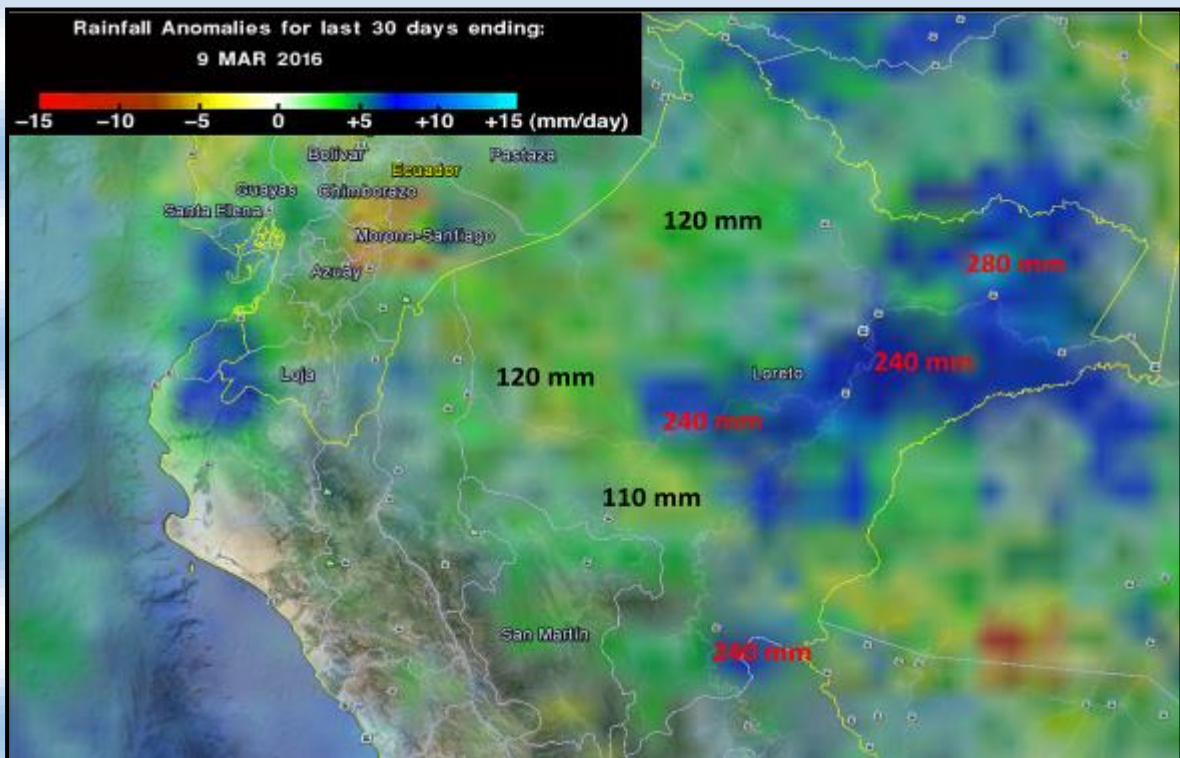 Rainfall Anomalies for last 30 days ending:
9 MAR 2016
−15 −10 −5 0 +5 +10 +15 (mm/day)
Bolívar Pastaza
Ecuador
Guayas Chimborazo
Santa Elena
120 mm
Morona-Santiago
280 mm
Azuay
240 mm
Loja 120 mm Loreto
240 mm
110 mm
San Martín
240 mm